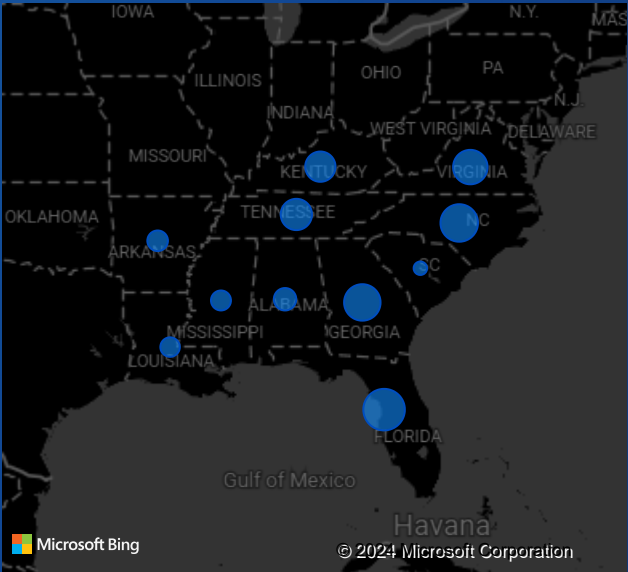 IOWA
N.Y.
MAS
OHIO
PA
ILLINOIS
N.J.
INDIANA
WEST VIRGINIA
DELAWARE
MISSOURI
KENTUCKY
VIRGINIA
OKLAHOMA
TENNESSEE
NC
ARKANSAS
SC
ALABAMA
MISSISSIPPI
GEORGIA
LOUISIANA
FLORIDA
Gulf of Mexico
Havana
Microsoft Bing
© 2024 Microsoft Corporation